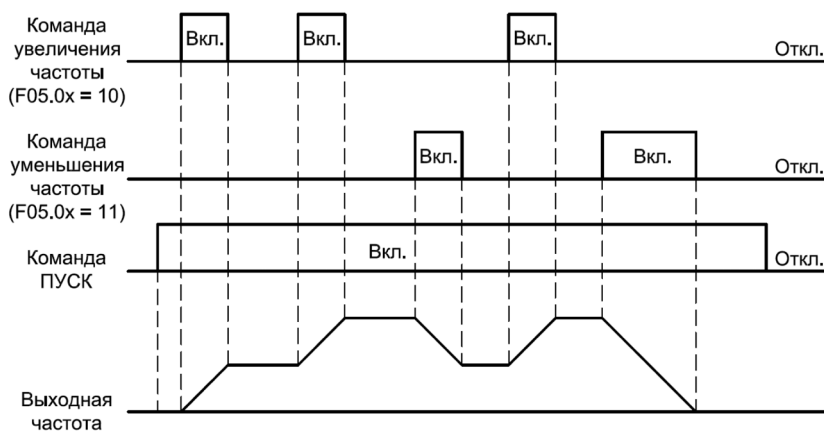 Команда
увеличения
частоты
(F05.0x = 10)
Вкл.
Вкл.
Вкл.
Откл.
Команда
уменьшения
частоты
(F05.0x = 11)
Вкл.
Вкл.
Откл.
Команда
ПУСК
Вкл.
Откл.
Выходная
частота